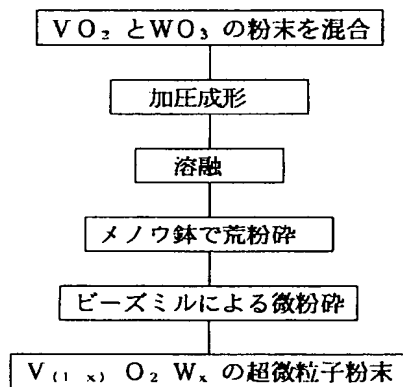 ＶＯ₂ とＷＯ₃ の粉末を混合
加圧成形
溶融
メノウ鉢で荒粉砕
ビーズミルによる微粉砕
Ｖ₍₁ ₓ₎ Ｏ₂ Ｗₓ の超微粒子粉末